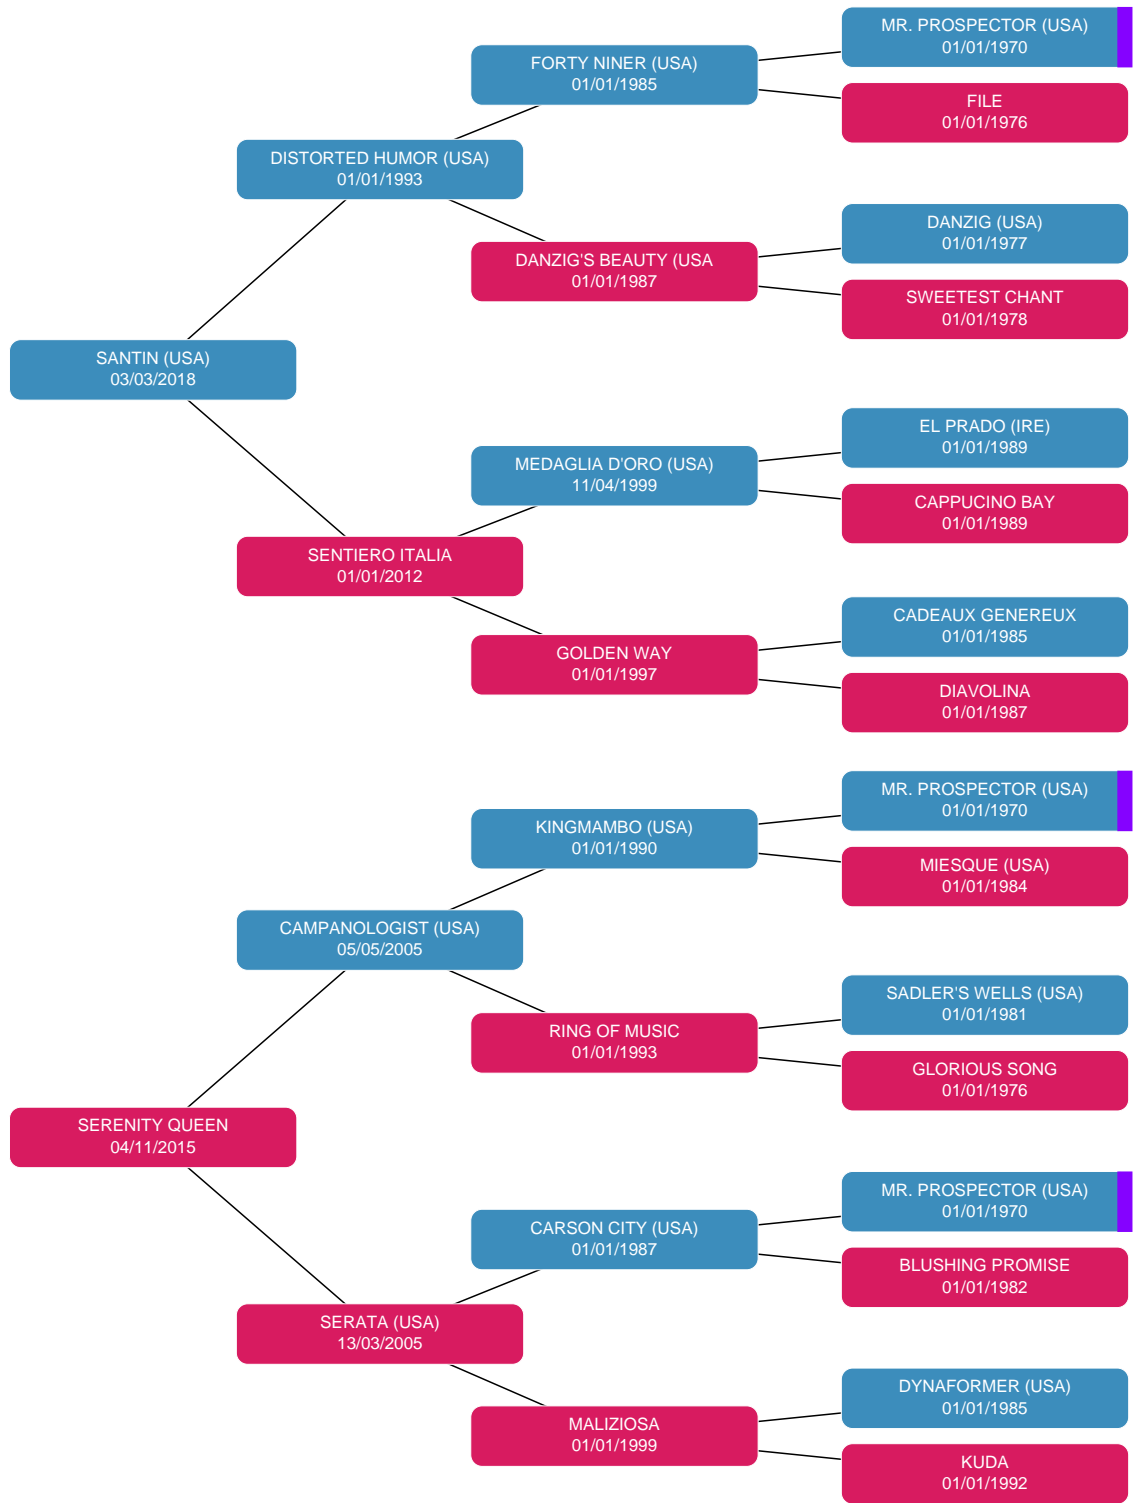 MR. PROSPECTOR (USA)
01/01/1970
FORTY NINER (USA)
01/01/1985
FILE
01/01/1976
DISTORTED HUMOR (USA)
01/01/1993
DANZIG (USA)
01/01/1977
DANZIG'S BEAUTY (USA
01/01/1987
SWEETEST CHANT
01/01/1978
SANTIN (USA)
03/03/2018
EL PRADO (IRE)
01/01/1989
MEDAGLIA D'ORO (USA)
11/04/1999
CAPPUCINO BAY
01/01/1989
SENTIERO ITALIA
01/01/2012
CADEAUX GENEREUX
01/01/1985
GOLDEN WAY
01/01/1997
DIAVOLINA
01/01/1987
MR. PROSPECTOR (USA)
01/01/1970
KINGMAMBO (USA)
01/01/1990
MIESQUE (USA)
01/01/1984
CAMPANOLOGIST (USA)
05/05/2005
SADLER'S WELLS (USA)
01/01/1981
RING OF MUSIC
01/01/1993
GLORIOUS SONG
01/01/1976
SERENITY QUEEN
04/11/2015
MR. PROSPECTOR (USA)
01/01/1970
CARSON CITY (USA)
01/01/1987
BLUSHING PROMISE
01/01/1982
SERATA (USA)
13/03/2005
DYNAFORMER (USA)
01/01/1985
MALIZIOSA
01/01/1999
KUDA
01/01/1992